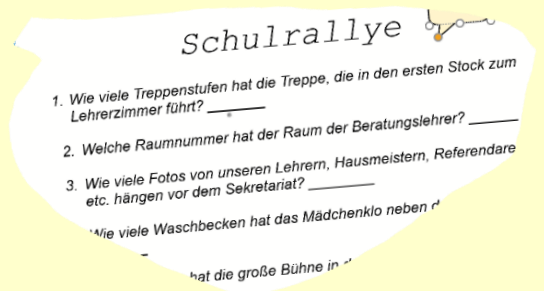 Schulrallye
1. Wie viele Treppenstufen hat die Treppe, die in den ersten Stock zum
Lehrerzimmer führt?
2. Welche Raumnummer hat der Raum der Beratungslehrer?
3. Wie viele Fotos von unseren Lehrern, Hausmeistern, Referendare
etc. hängen vor dem Sekretariat?
Wie viele Waschbecken hat das Mädchenklo neben
hat die große Bühne in